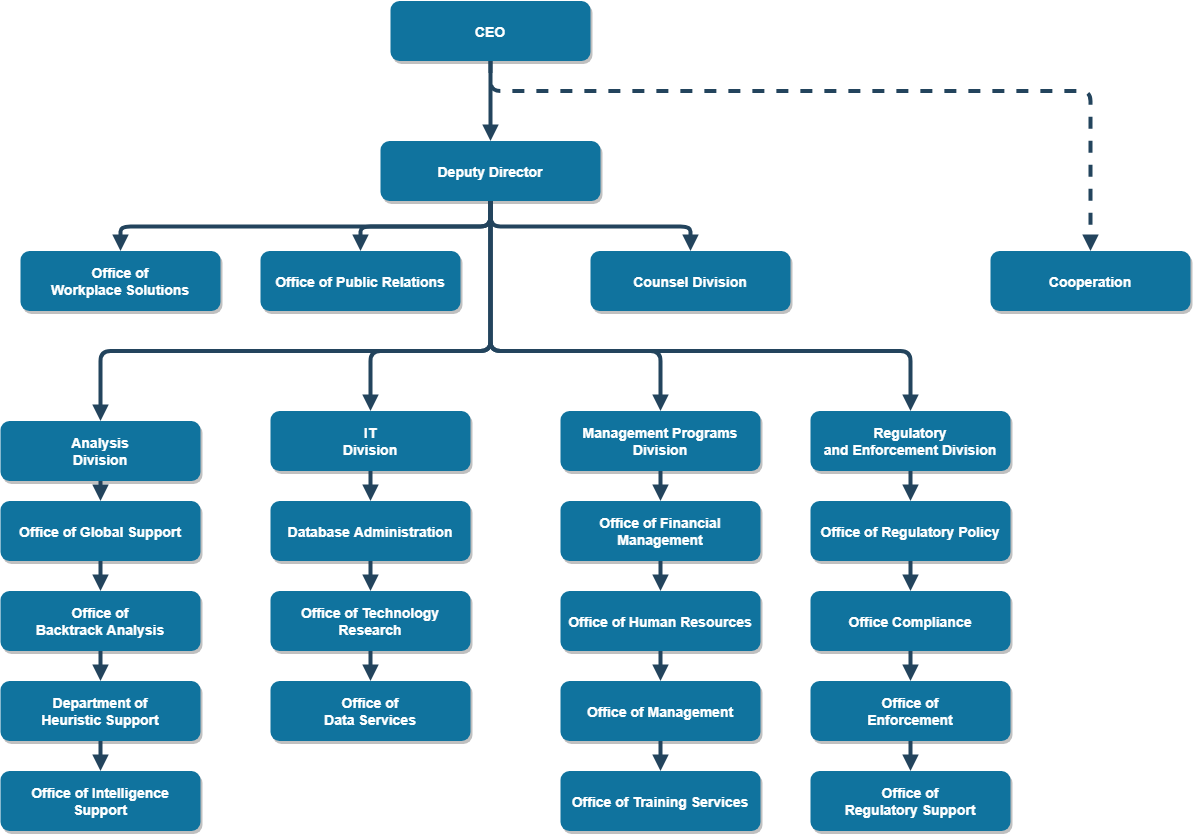 CEO
Deputy Director
Office of
Workplace Solutions
Office of Public Relations
Counsel Division
Cooperation
Analysis
Division
IT
Division
Management Programs
Division
Regulatory
and Enforcement Division
Office of Global Support
Database Administration
Office of Financial
Management
Office of Regulatory Policy
Office of
Backtrack Analysis
Office of Technology
Research
Office of Human Resources
Office Compliance
Department of
Heuristic Support
Office of
Data Services
Office of Management
Office of
Enforcement
Office of Intelligence
Support
Office of Training Services
Office of
Regulatory Support